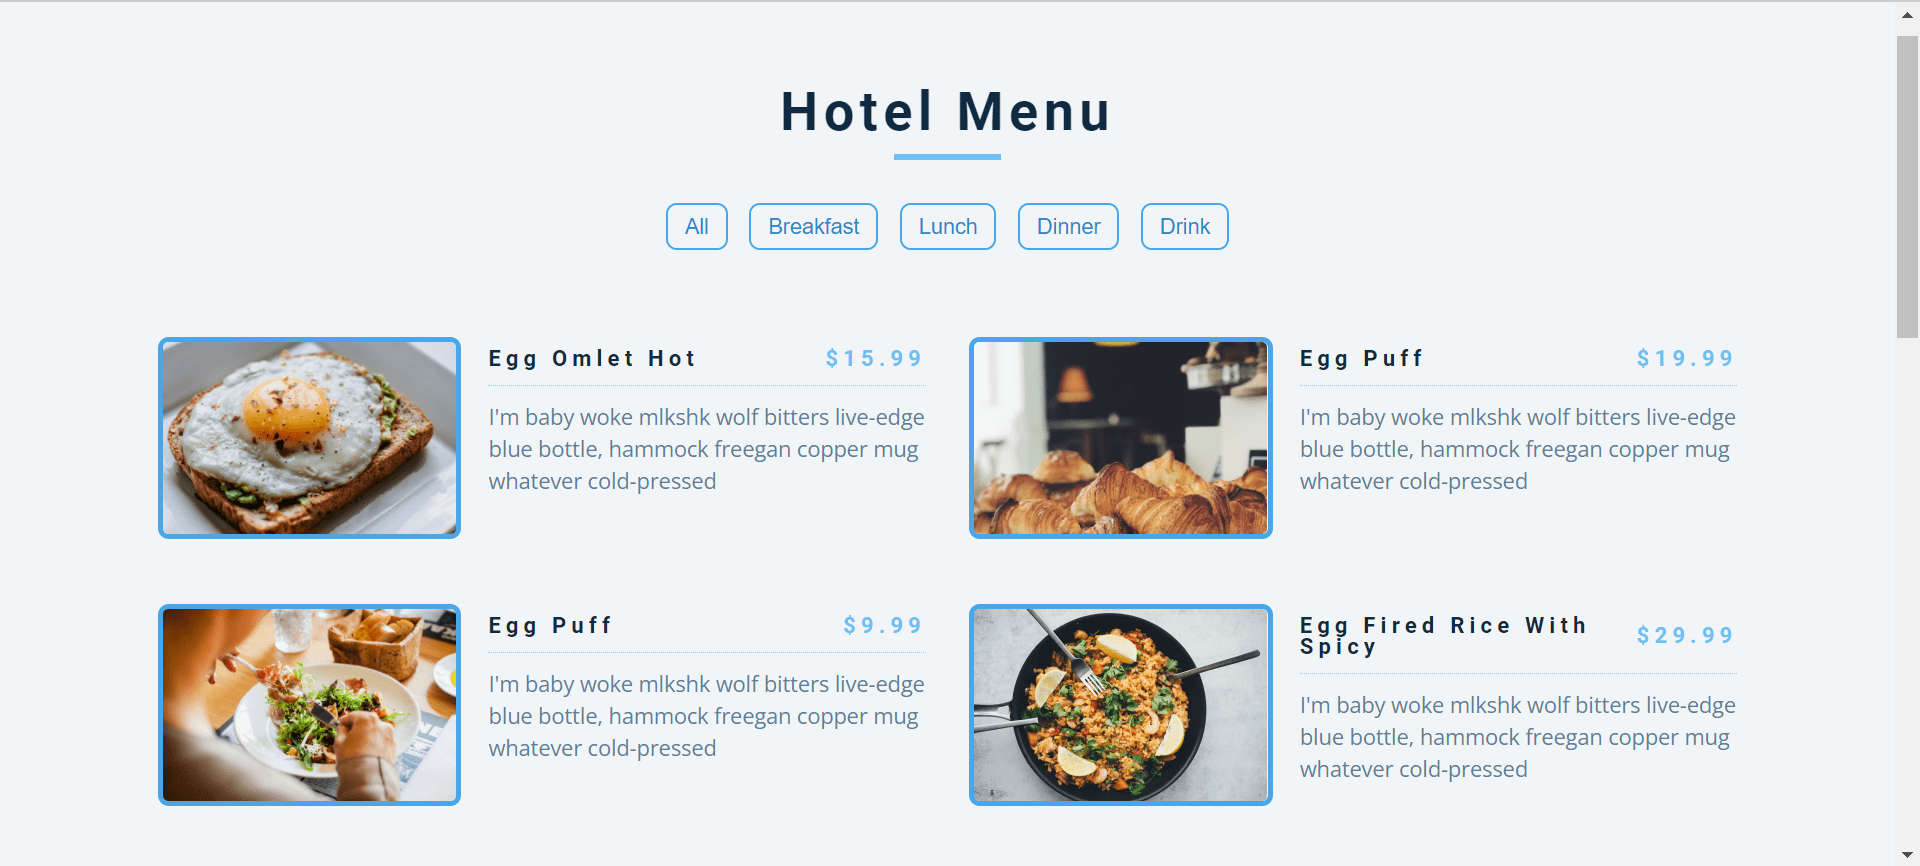 Hotel Menu
All
Breakfast
Lunch
Dinner
Drink
Egg Omlet Hot
$15.99
I'm baby woke mlkshk wolf bitters live-edge
blue bottle, hammock freegan copper mug
whatever cold-pressed
Egg Puff
$19.99
I'm baby woke mlkshk wolf bitters live-edge
blue bottle, hammock freegan copper mug
whatever cold-pressed
Egg Puff
$9.99
I'm baby woke mlkshk wolf bitters live-edge
blue bottle, hammock freegan copper mug
whatever cold-pressed
Egg Fired Rice With
Spicy
$29.99
I'm baby woke mlkshk wolf bitters live-edge
blue bottle, hammock freegan copper mug
whatever cold-pressed